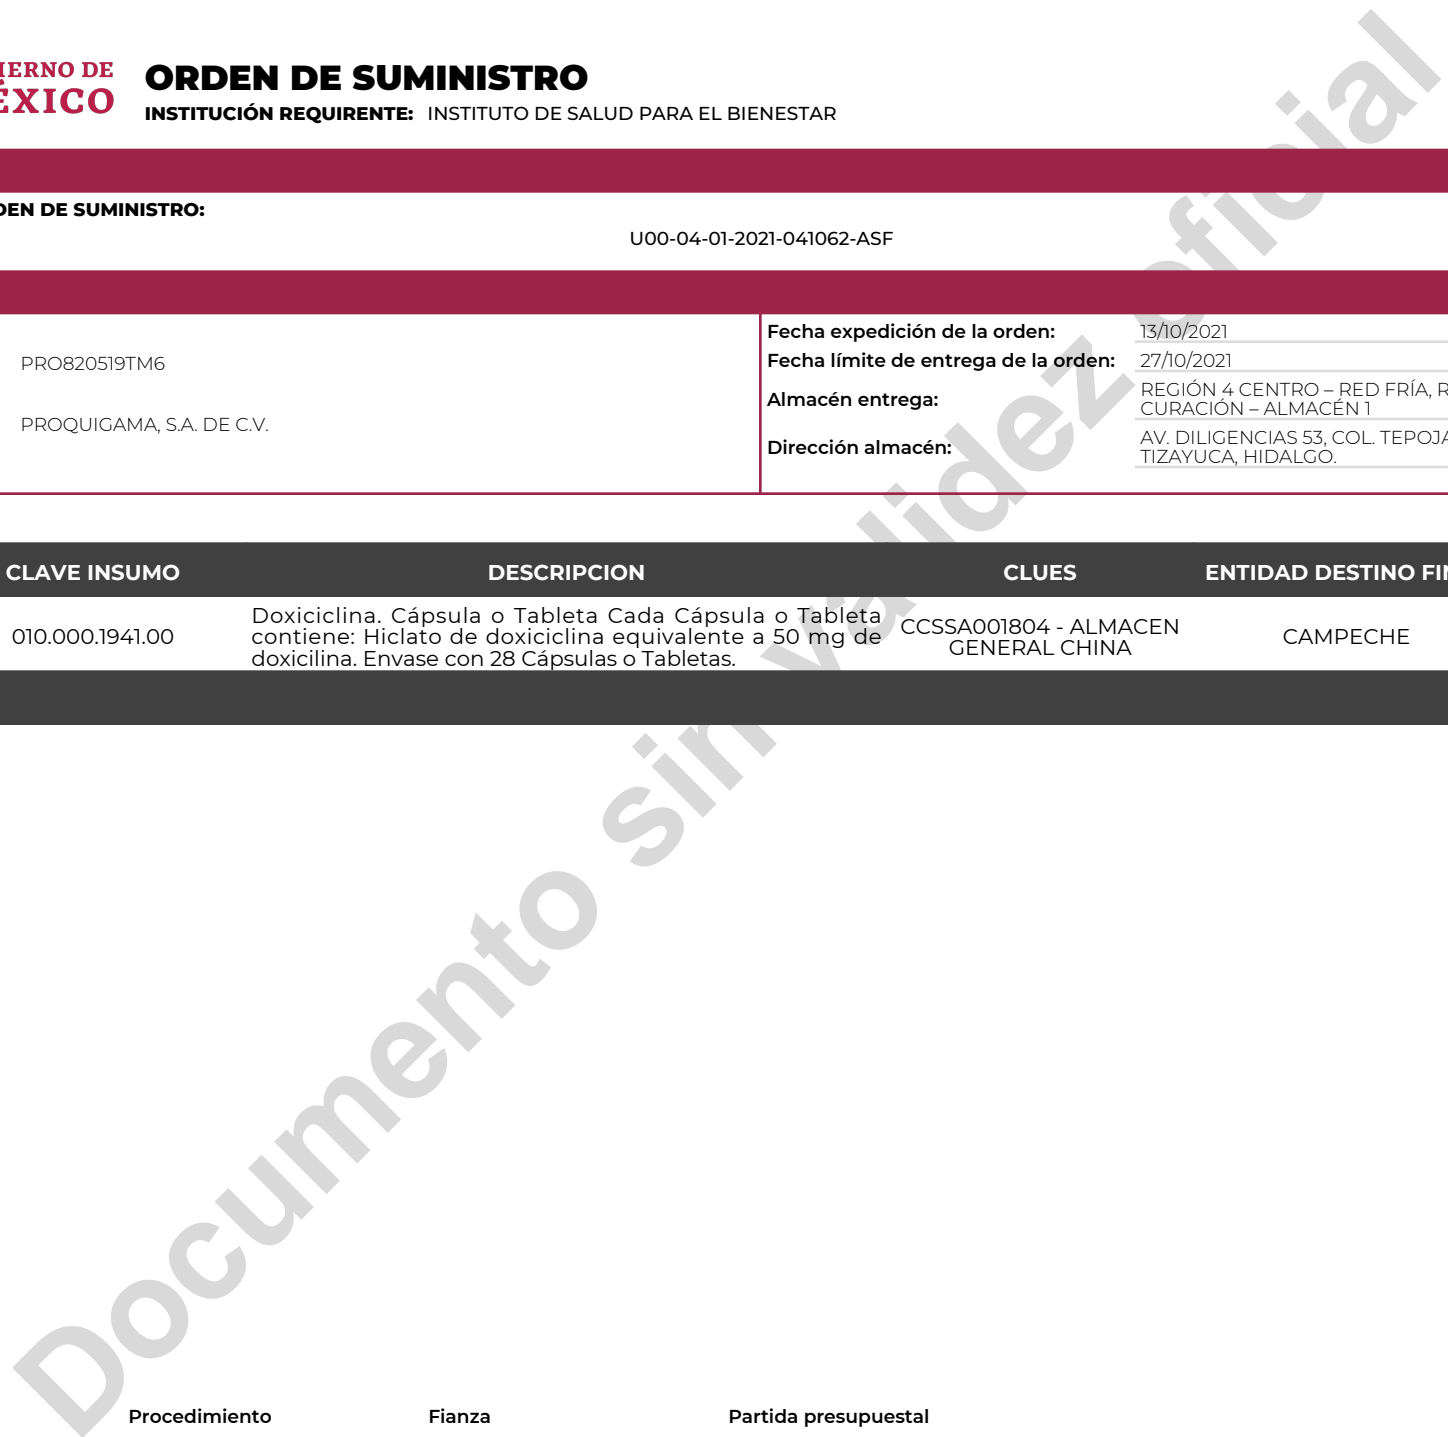 IERNO DE
ÉXICO
ORDEN DE SUMINISTRO
INSTITUCIÓN REQUIRENTE: INSTITUTO DE SALUD PARA EL BIENESTAR
DEN DE SUMINISTRO:
U00-04-01-2021-041062-ASF
PRO820519TM6
PROQUIGAMA, S.A. DE C.V.
Fecha expedición de la orden: 13/10/2021
Fecha límite de entrega de la orden: 27/10/2021
Almacén entrega: REGIÓN 4 CENTRO – RED FRÍA, R
CURACIÓN – ALMACÉN 1
Dirección almacén: AV. DILIGENCIAS 53, COL. TEPOJA
TIZAYUCA, HIDALGO.
CLAVE INSUMO DESCRIPCION CLUES ENTIDAD DESTINO FIN
010.000.1941.00
Doxiciclina. Cápsula o Tableta Cada Cápsula o Tableta
contiene: Hiclato de doxiciclina equivalente a 50 mg de
doxicilina. Envase con 28 Cápsulas o Tabletas.
CCSSA001804 - ALMACEN
GENERAL CHINA
CAMPECHE
Documento sin validez oficial
Procedimiento Fianza Partida presupuestal